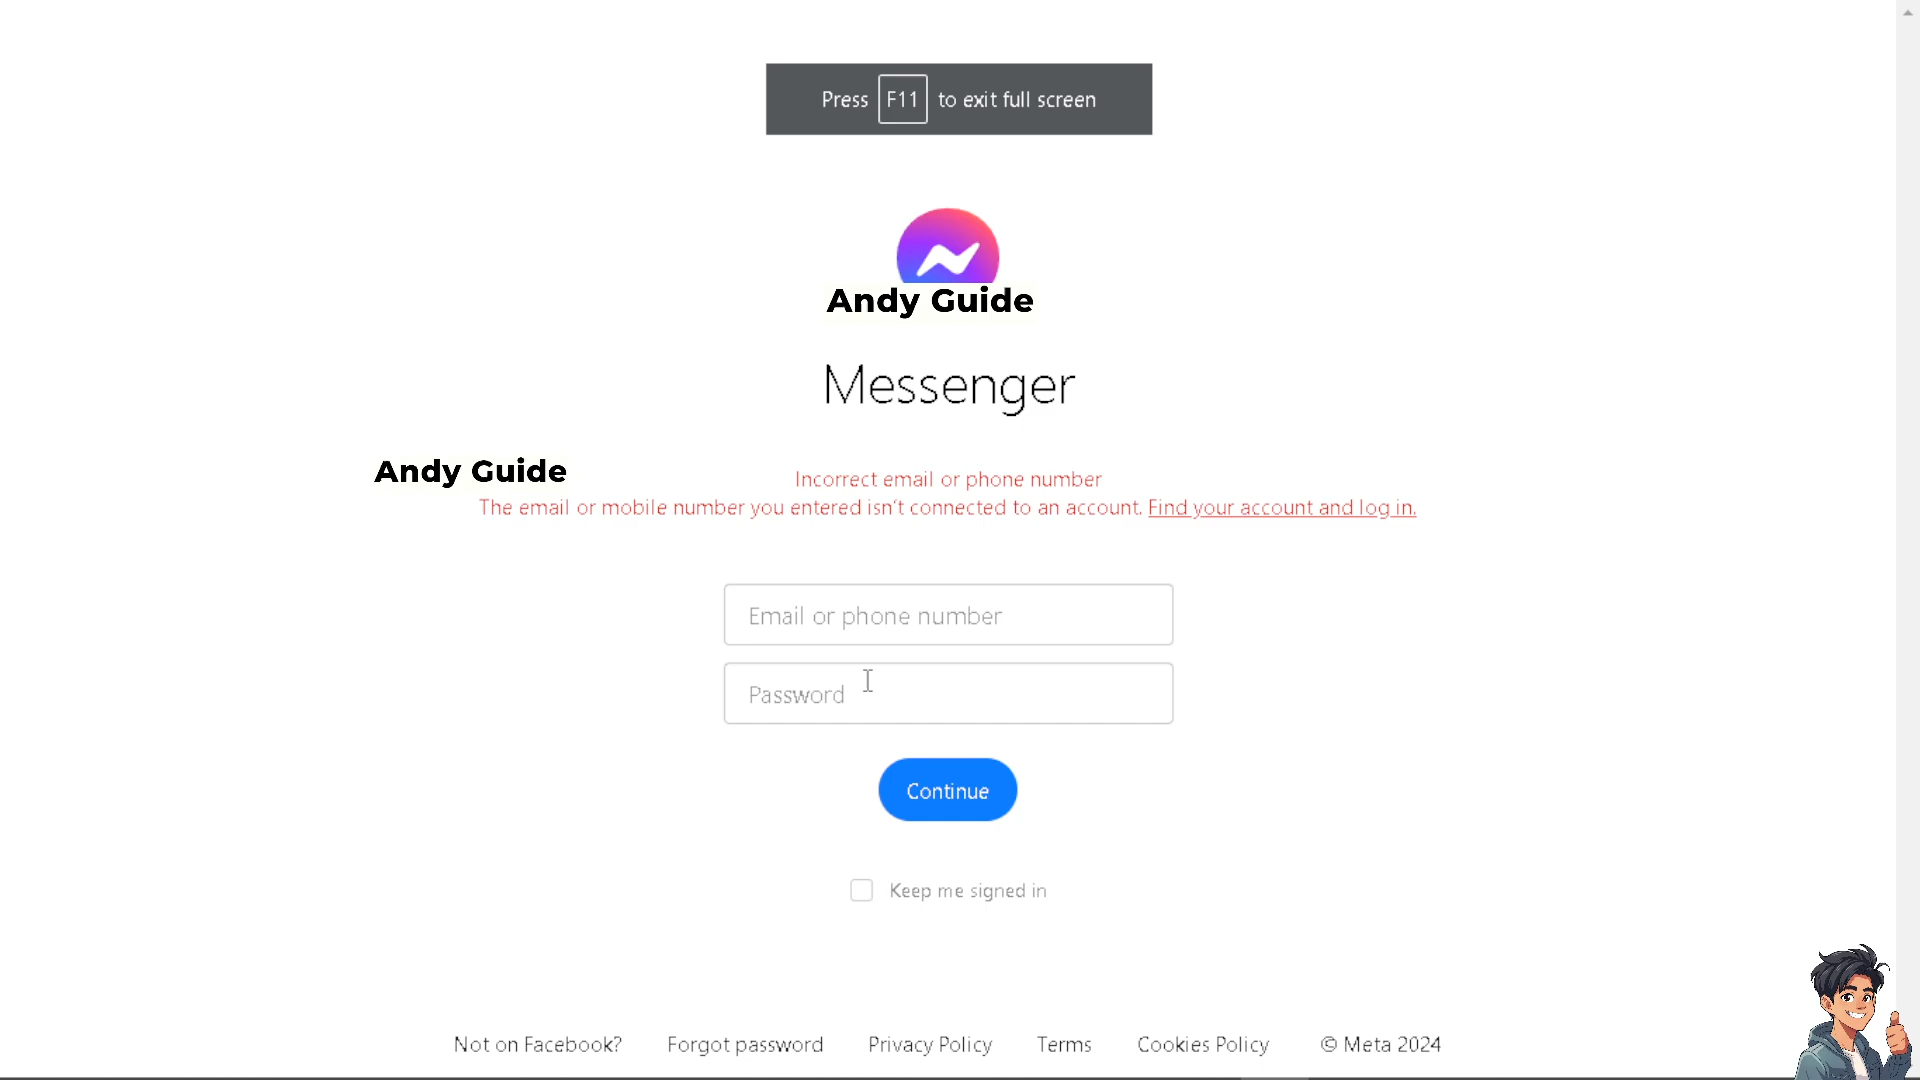 Press F11 to exit full screen
Andy Guide
Messenger
Andy Guide
Incorrect email or phone number
The email or mobile number you entered isn't connected to an account. Find your account and log in.
Email or phone number
Password
Continue
Keep me signed in
Not on Facebook? Forgot password Privacy Policy Terms Cookies Policy © Meta 2024